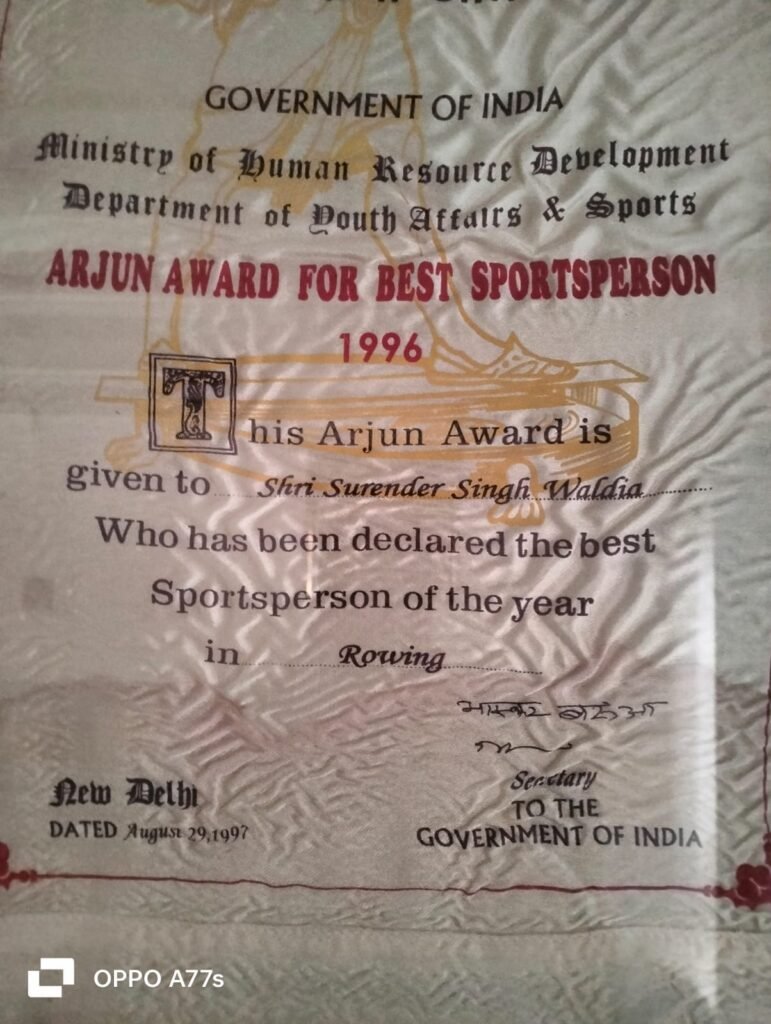 GOVERNMENT OF INDIA
Ministry of Human Resource Development
Department of Youth Affairs & Sports
ARJUN AWARD FOR BEST SPORTSPERSON
1996
This Arjun Award is
given to Shri Surender Singh Waldia
Who has been declared the best
Sportsperson of the year
in Rowing
भास्कर बरुआ
New Delhi
DATED August 29,1997
Secretary
TO THE
GOVERNMENT OF INDIA
OPPO A77s